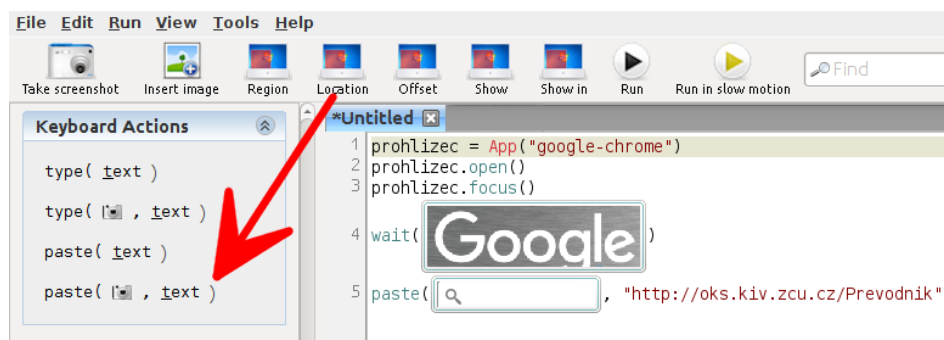 File Edit Run View Tools Help
Take screenshot Insert image Region Location Offset Show Show in Run Run in slow motion Find
Keyboard Actions
type( text )
type( , text )
paste( text )
paste( , text )
*Untitled
1 prohlizec = App("google-chrome")
2 prohlizec.open()
3 prohlizec.focus()
4 wait( Google )
5 paste( , "http://oks.kiv.zcu.cz/Prevodnik"